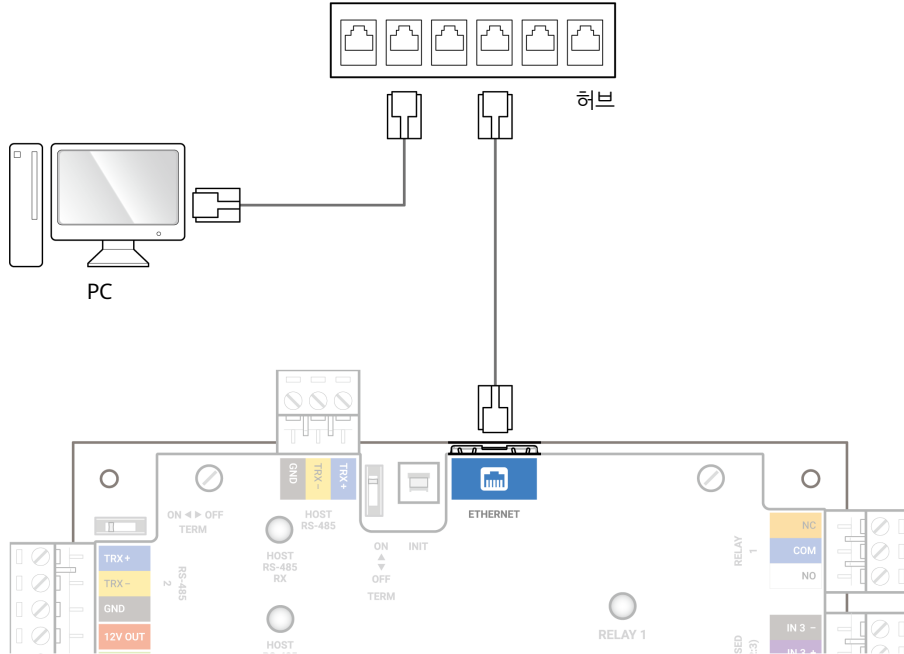 허브
PC
GND
TRX −
TRX +
ON ◀ ▶ OFF
TERM
HOST
RS-485
ETHERNET
HOST
RS-485
RX
ON
▲
▼
OFF
TERM
INIT
TRX +
TRX −
GND
12V OUT
RS-485
2
HOST
RELAY 1
RELAY
1
NC
COM
NO
IN 3 −
IN 3 +